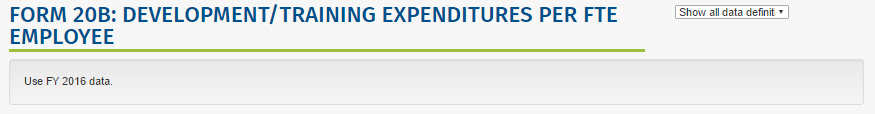 FORM 20B: DEVELOPMENT/TRAINING EXPENDITURES PER FTE
EMPLOYEE
Show all data definit
Use FY 2016 data.